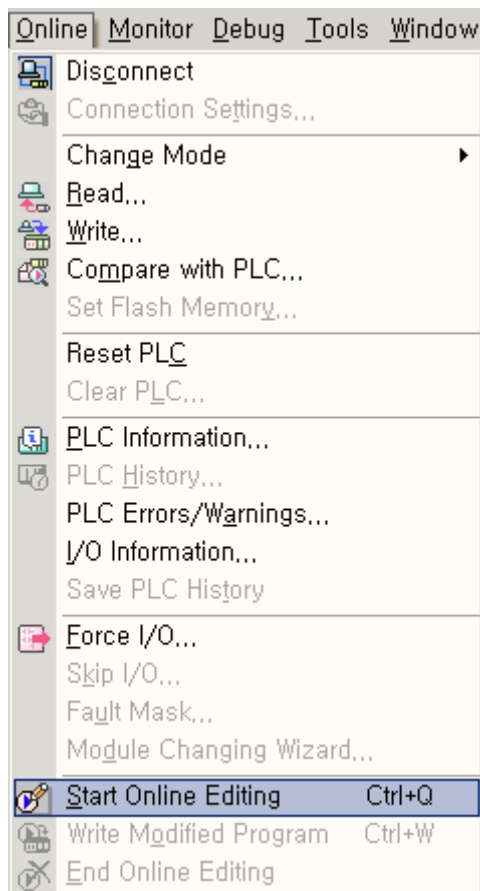 Online Monitor Debug Tools Window
Disconnect
Connection Settings...
Change Mode
Read...
Write...
Compare with PLC...
Set Flash Memory...
Reset PLC
Clear PLC...
PLC Information...
PLC History...
PLC Errors/Warnings...
I/O Information...
Save PLC History
Force I/O...
Skip I/O...
Fault Mask...
Module Changing Wizard...
Start Online Editing Ctrl+Q
Write Modified Program Ctrl+W
End Online Editing